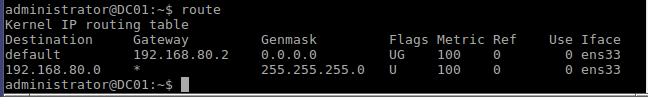 administrator@DC01:~$ route
Kernel IP routing table
Destination     Gateway         Genmask         Flags Metric Ref    Use Iface
default         192.168.80.2    0.0.0.0         UG    100    0        0 ens33
192.168.80.0    *               255.255.255.0   U     100    0        0 ens33
administrator@DC01:~$